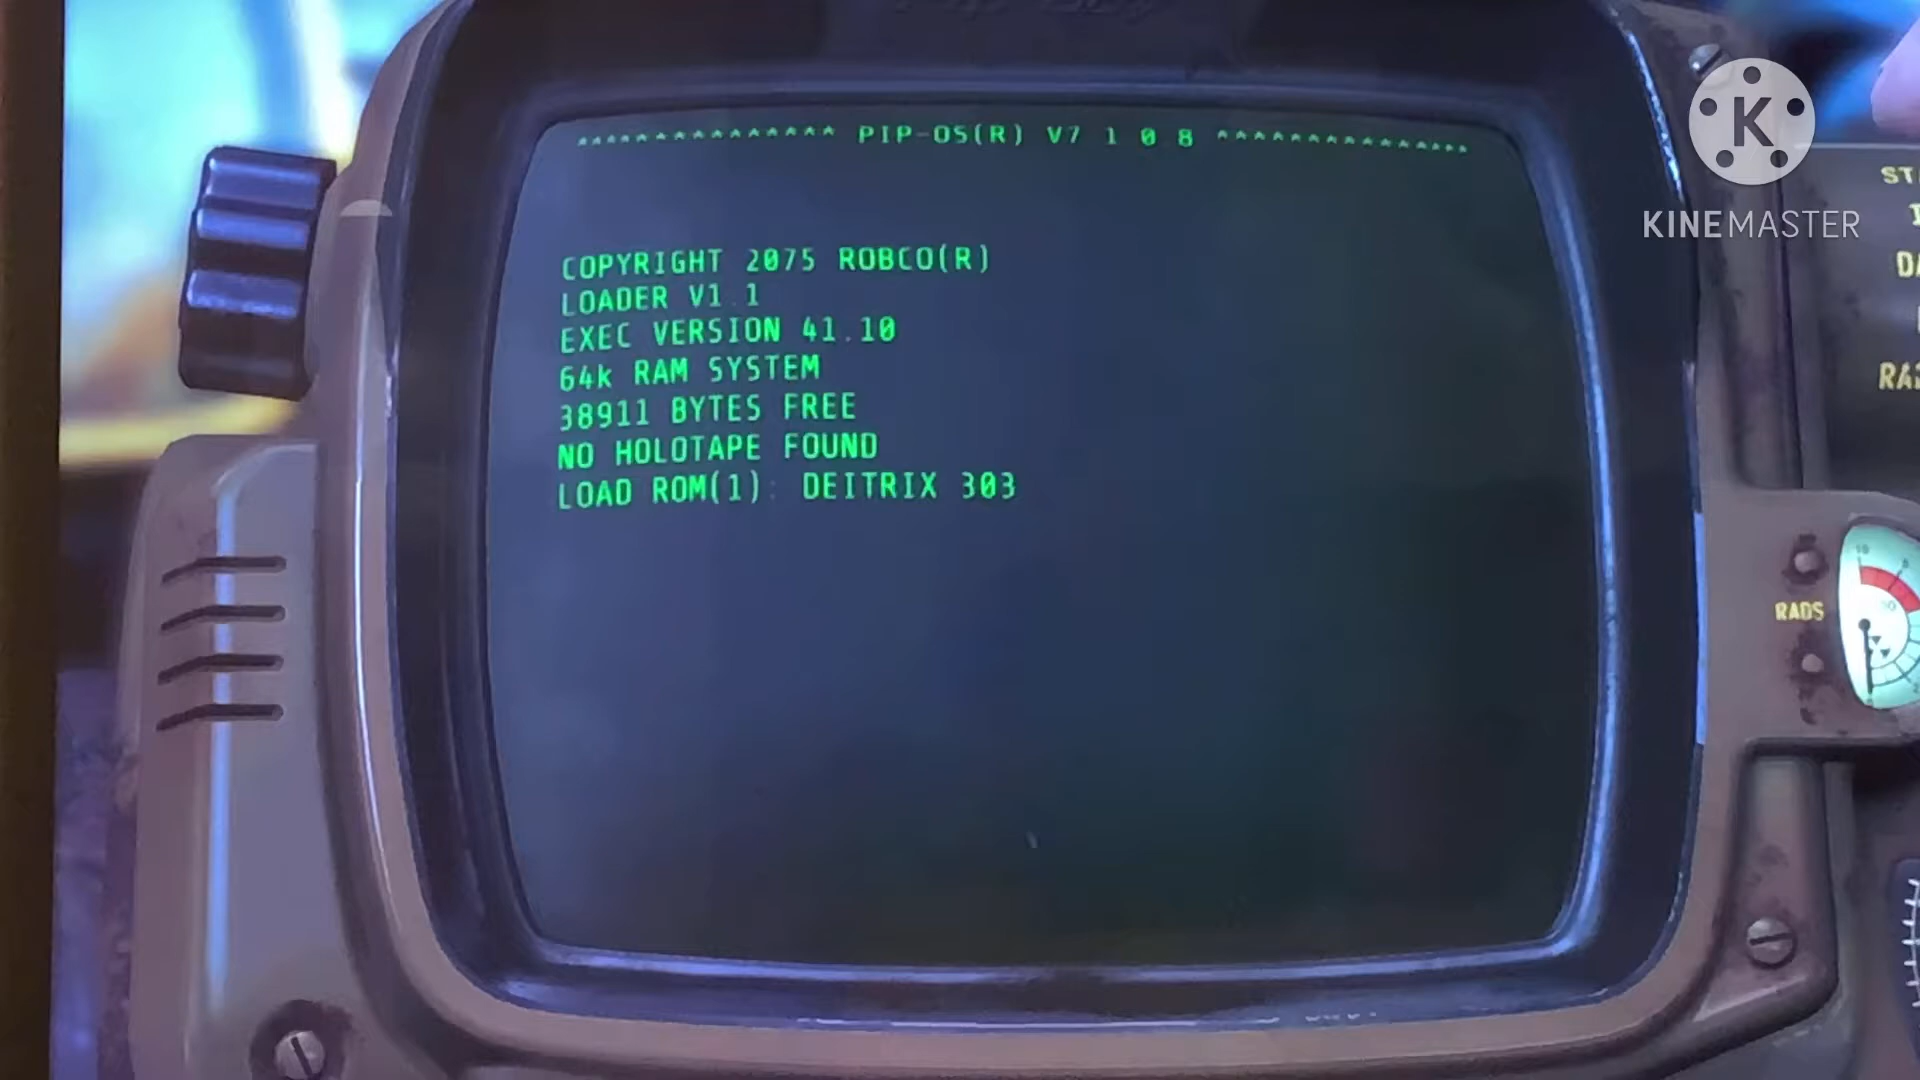 ^^^^^^^^^^^^^^^ PIP-OS(R) V7 1 0 8 ^^^^^^^^^^^^^^^
COPYRIGHT 2075 ROBCO(R)
LOADER V1.1
EXEC VERSION 41.10
64k RAM SYSTEM
38911 BYTES FREE
NO HOLOTAPE FOUND
LOAD ROM(1): DEITRIX 303
K
KINEMASTER
RADS